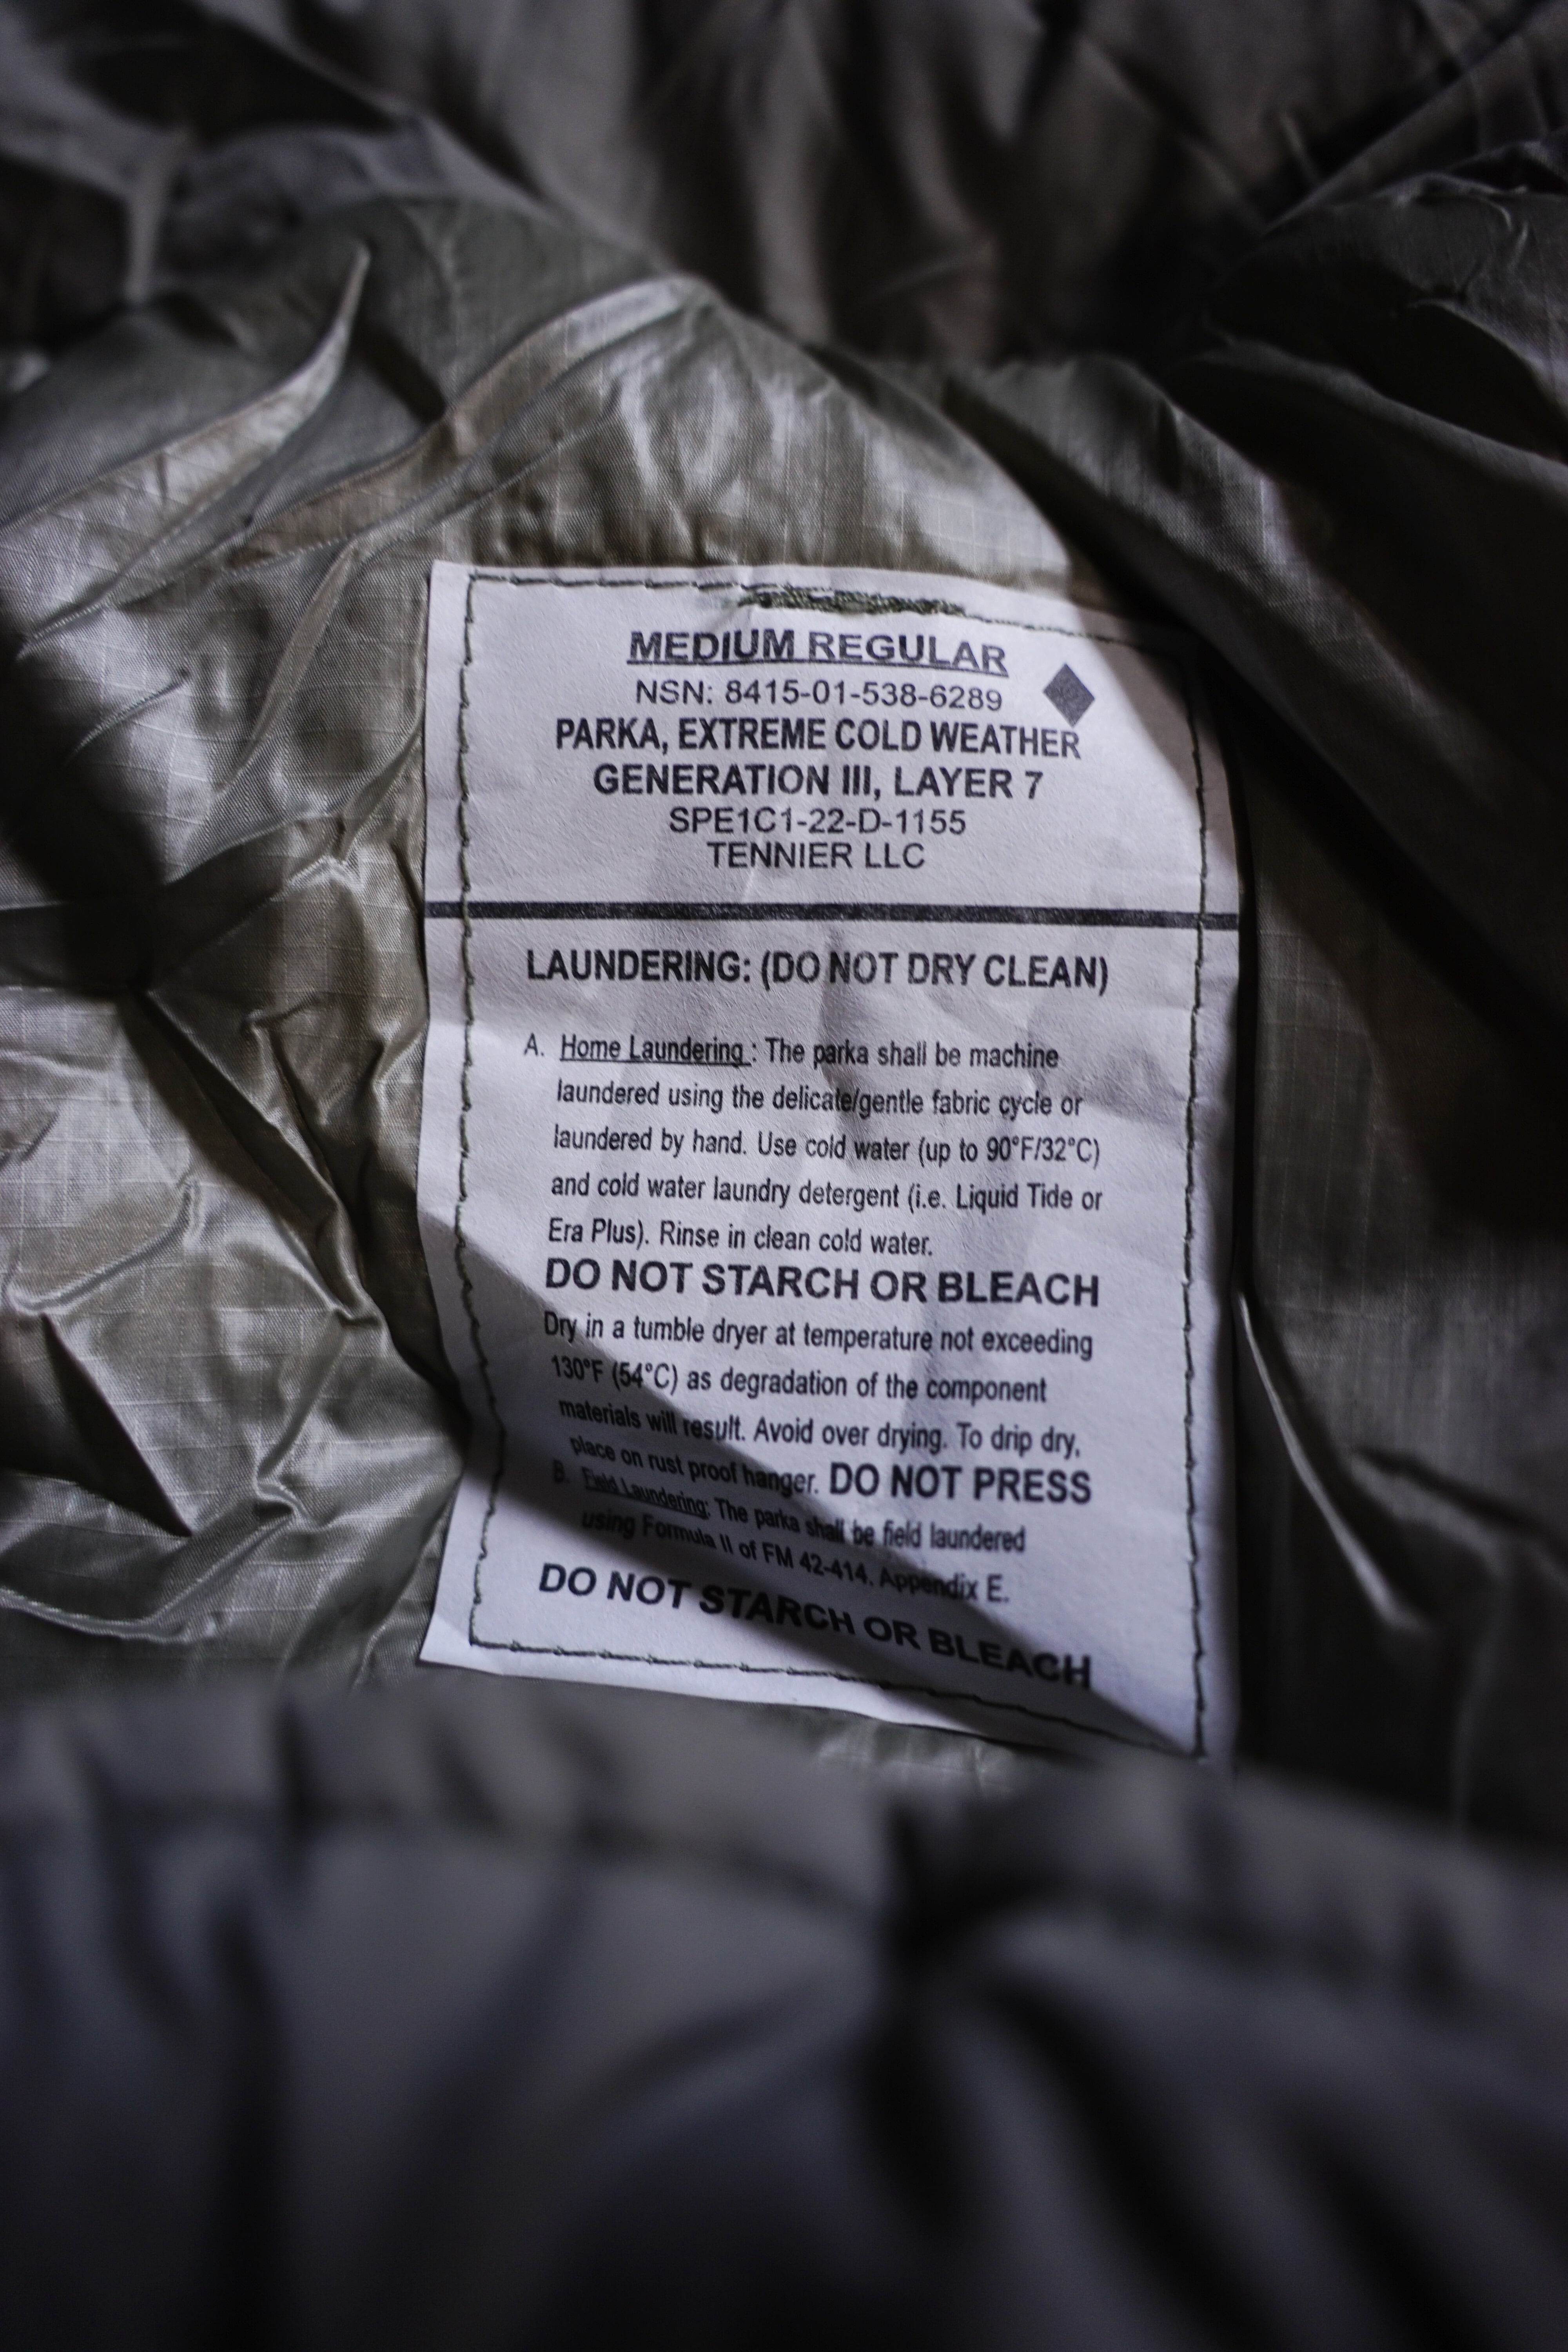 MEDIUM REGULAR
NSN: 8415-01-538-6289
PARKA, EXTREME COLD WEATHER
GENERATION III, LAYER 7
SPE1C1-22-D-1155
TENNIER LLC
LAUNDERING: (DO NOT DRY CLEAN)
A. Home Laundering : The parka shall be machine
laundered using the delicate/gentle fabric cycle or
laundered by hand. Use cold water (up to 90°F/32°C)
and cold water laundry detergent (i.e. Liquid Tide or
Era Plus). Rinse in clean cold water.
DO NOT STARCH OR BLEACH
Dry in a tumble dryer at temperature not exceeding
130°F (54°C) as degradation of the component
materials will result. Avoid over drying. To drip dry,
place on rust proof hanger. DO NOT PRESS
B. Field Laundering: The parka shall be field laundered
using Formula II of FM 42-414. Appendix E.
DO NOT STARCH OR BLEACH